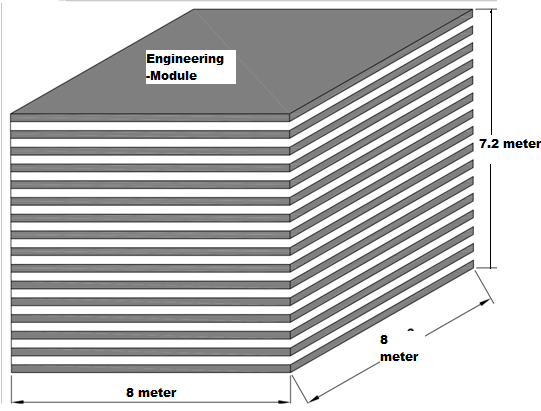 Engineering
-Module
7.2 meter
8
meter
8 meter